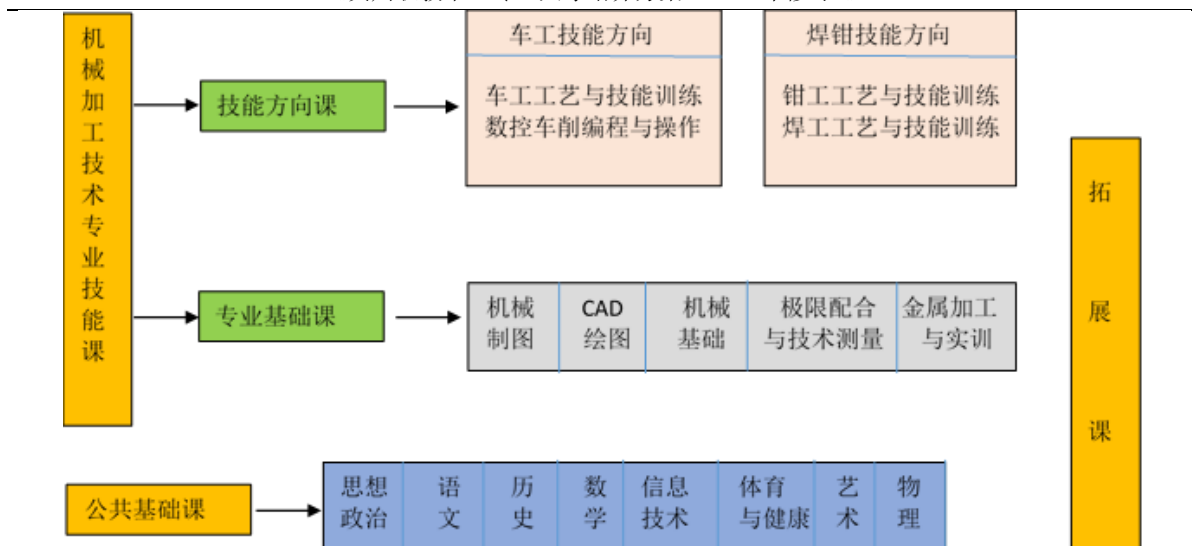 机械加工技术专业技能课
技能方向课
车工技能方向
车工工艺与技能训练
数控车削编程与操作
焊钳技能方向
钳工工艺与技能训练
焊工工艺与技能训练
专业基础课
机械
制图
CAD
绘图
机械
基础
极限配合
与技术测量
金属加工
与实训
公共基础课
思想
政治
语
文
历
史
数
学
信息
技术
体育
与健康
艺
术
物
理
拓展课